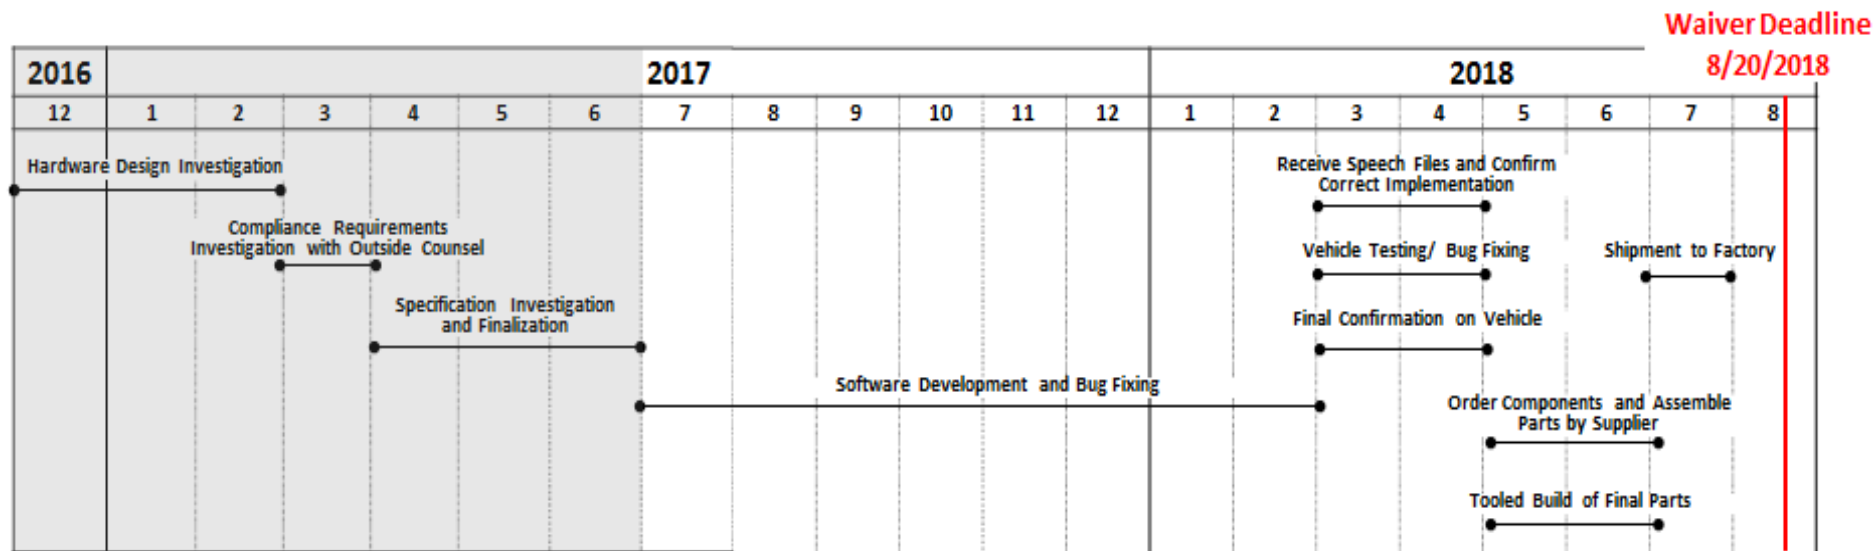 Waiver Deadline
8/20/2018
2016 2017 2018
12 1 2 3 4 5 6 7 8 9 10 11 12 1 2 3 4 5 6 7 8
Hardware Design Investigation
Receive Speech Files and Confirm
Correct Implementation
Compliance Requirements
Investigation with Outside Counsel
Vehicle Testing/ Bug Fixing
Shipment to Factory
Specification Investigation
and Finalization
Final Confirmation on Vehicle
Software Development and Bug Fixing
Order Components and Assemble
Parts by Supplier
Tooled Build of Final Parts